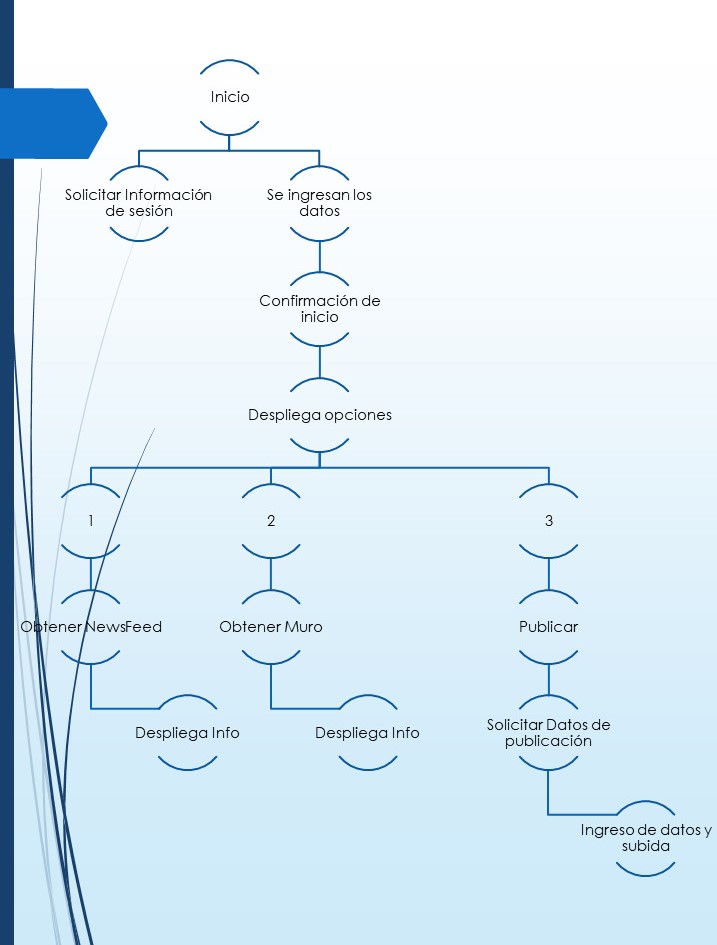 Inicio
Solicitar Información
de sesión
Se ingresan los
datos
Confirmación de
inicio
Despliega opciones
1
2
3
Obtener NewsFeed
Obtener Muro
Publicar
Despliega Info
Despliega Info
Solicitar Datos de
publicación
Ingreso de datos y
subida